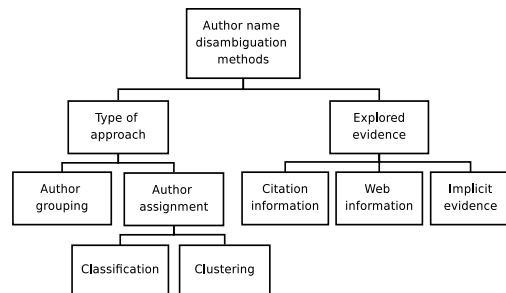 Author name
disambiguation
methods
Type of
approach
Explored
evidence
Author
grouping
Author
assignment
Citation
information
Web
information
Implicit
evidence
Classification
Clustering